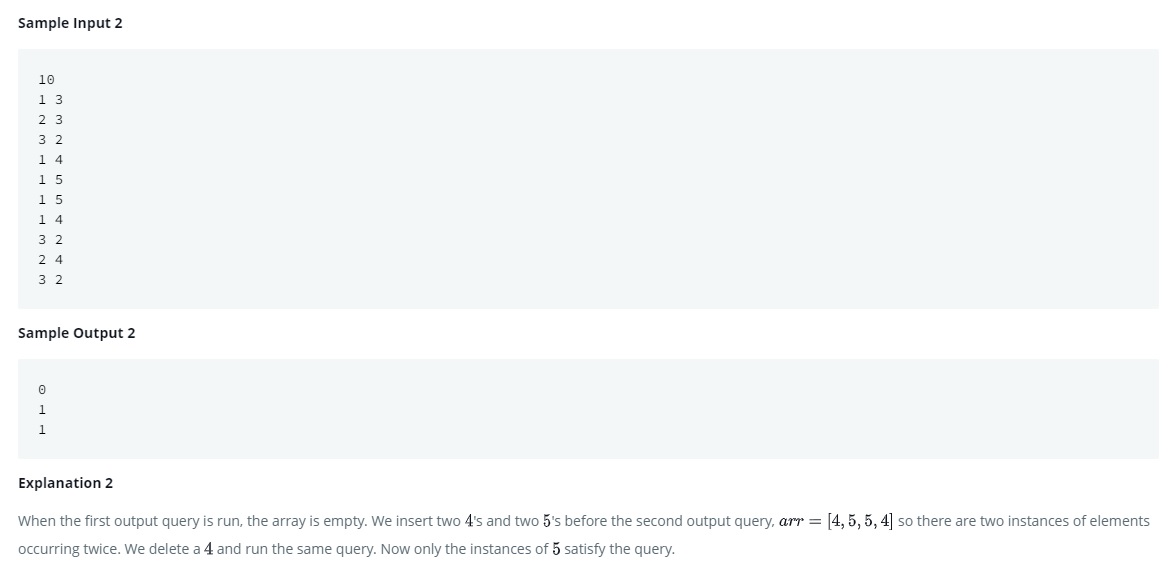 Sample Input 2
10
1 3
2 3
3 2
1 4
1 5
1 5
1 4
3 2
2 4
3 2
Sample Output 2
0
1
1
Explanation 2
When the first output query is run, the array is empty. We insert two 4's and two 5's before the second output query, arr = [4, 5, 5, 4] so there are two instances of elements
occurring twice. We delete a 4 and run the same query. Now only the instances of 5 satisfy the query.